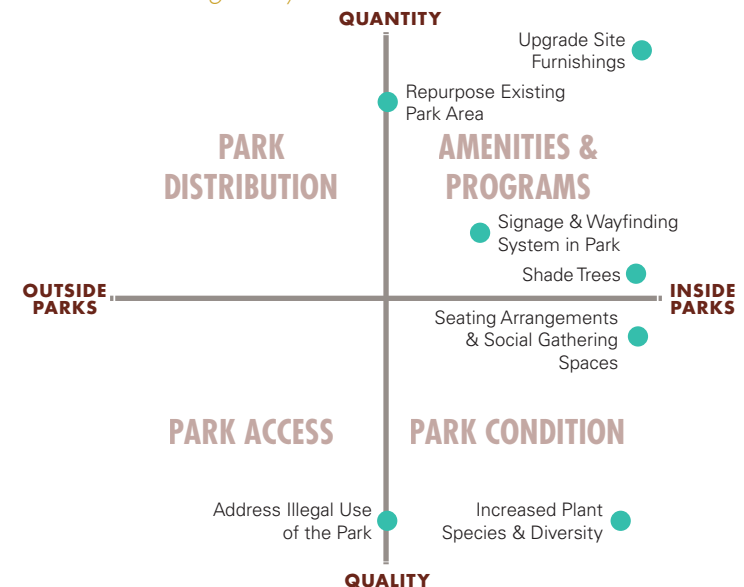 QUANTITY
Upgrade Site
Furnishings
Repurpose Existing
Park Area
PARK
DISTRIBUTION
AMENITIES &
PROGRAMS
Signage & Wayfinding
System in Park
Shade Trees
OUTSIDE
PARKS
INSIDE
PARKS
Seating Arrangements
& Social Gathering
Spaces
PARK ACCESS
PARK CONDITION
Address Illegal Use
of the Park
Increased Plant
Species & Diversity
QUALITY